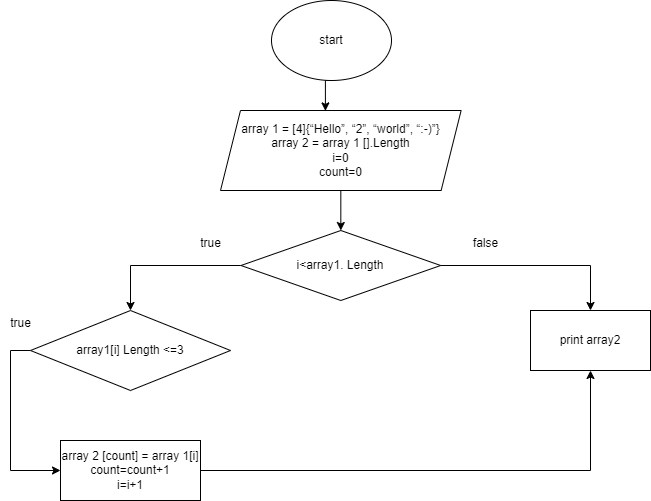 start
array 1 = [4]{“Hello”, “2”, “world”, “:-)”}
array 2 = array 1 [].Length
i=0
count=0
true
false
i<array1. Length
true
array1[i] Length <=3
print array2
array 2 [count] = array 1[i]
count=count+1
i=i+1